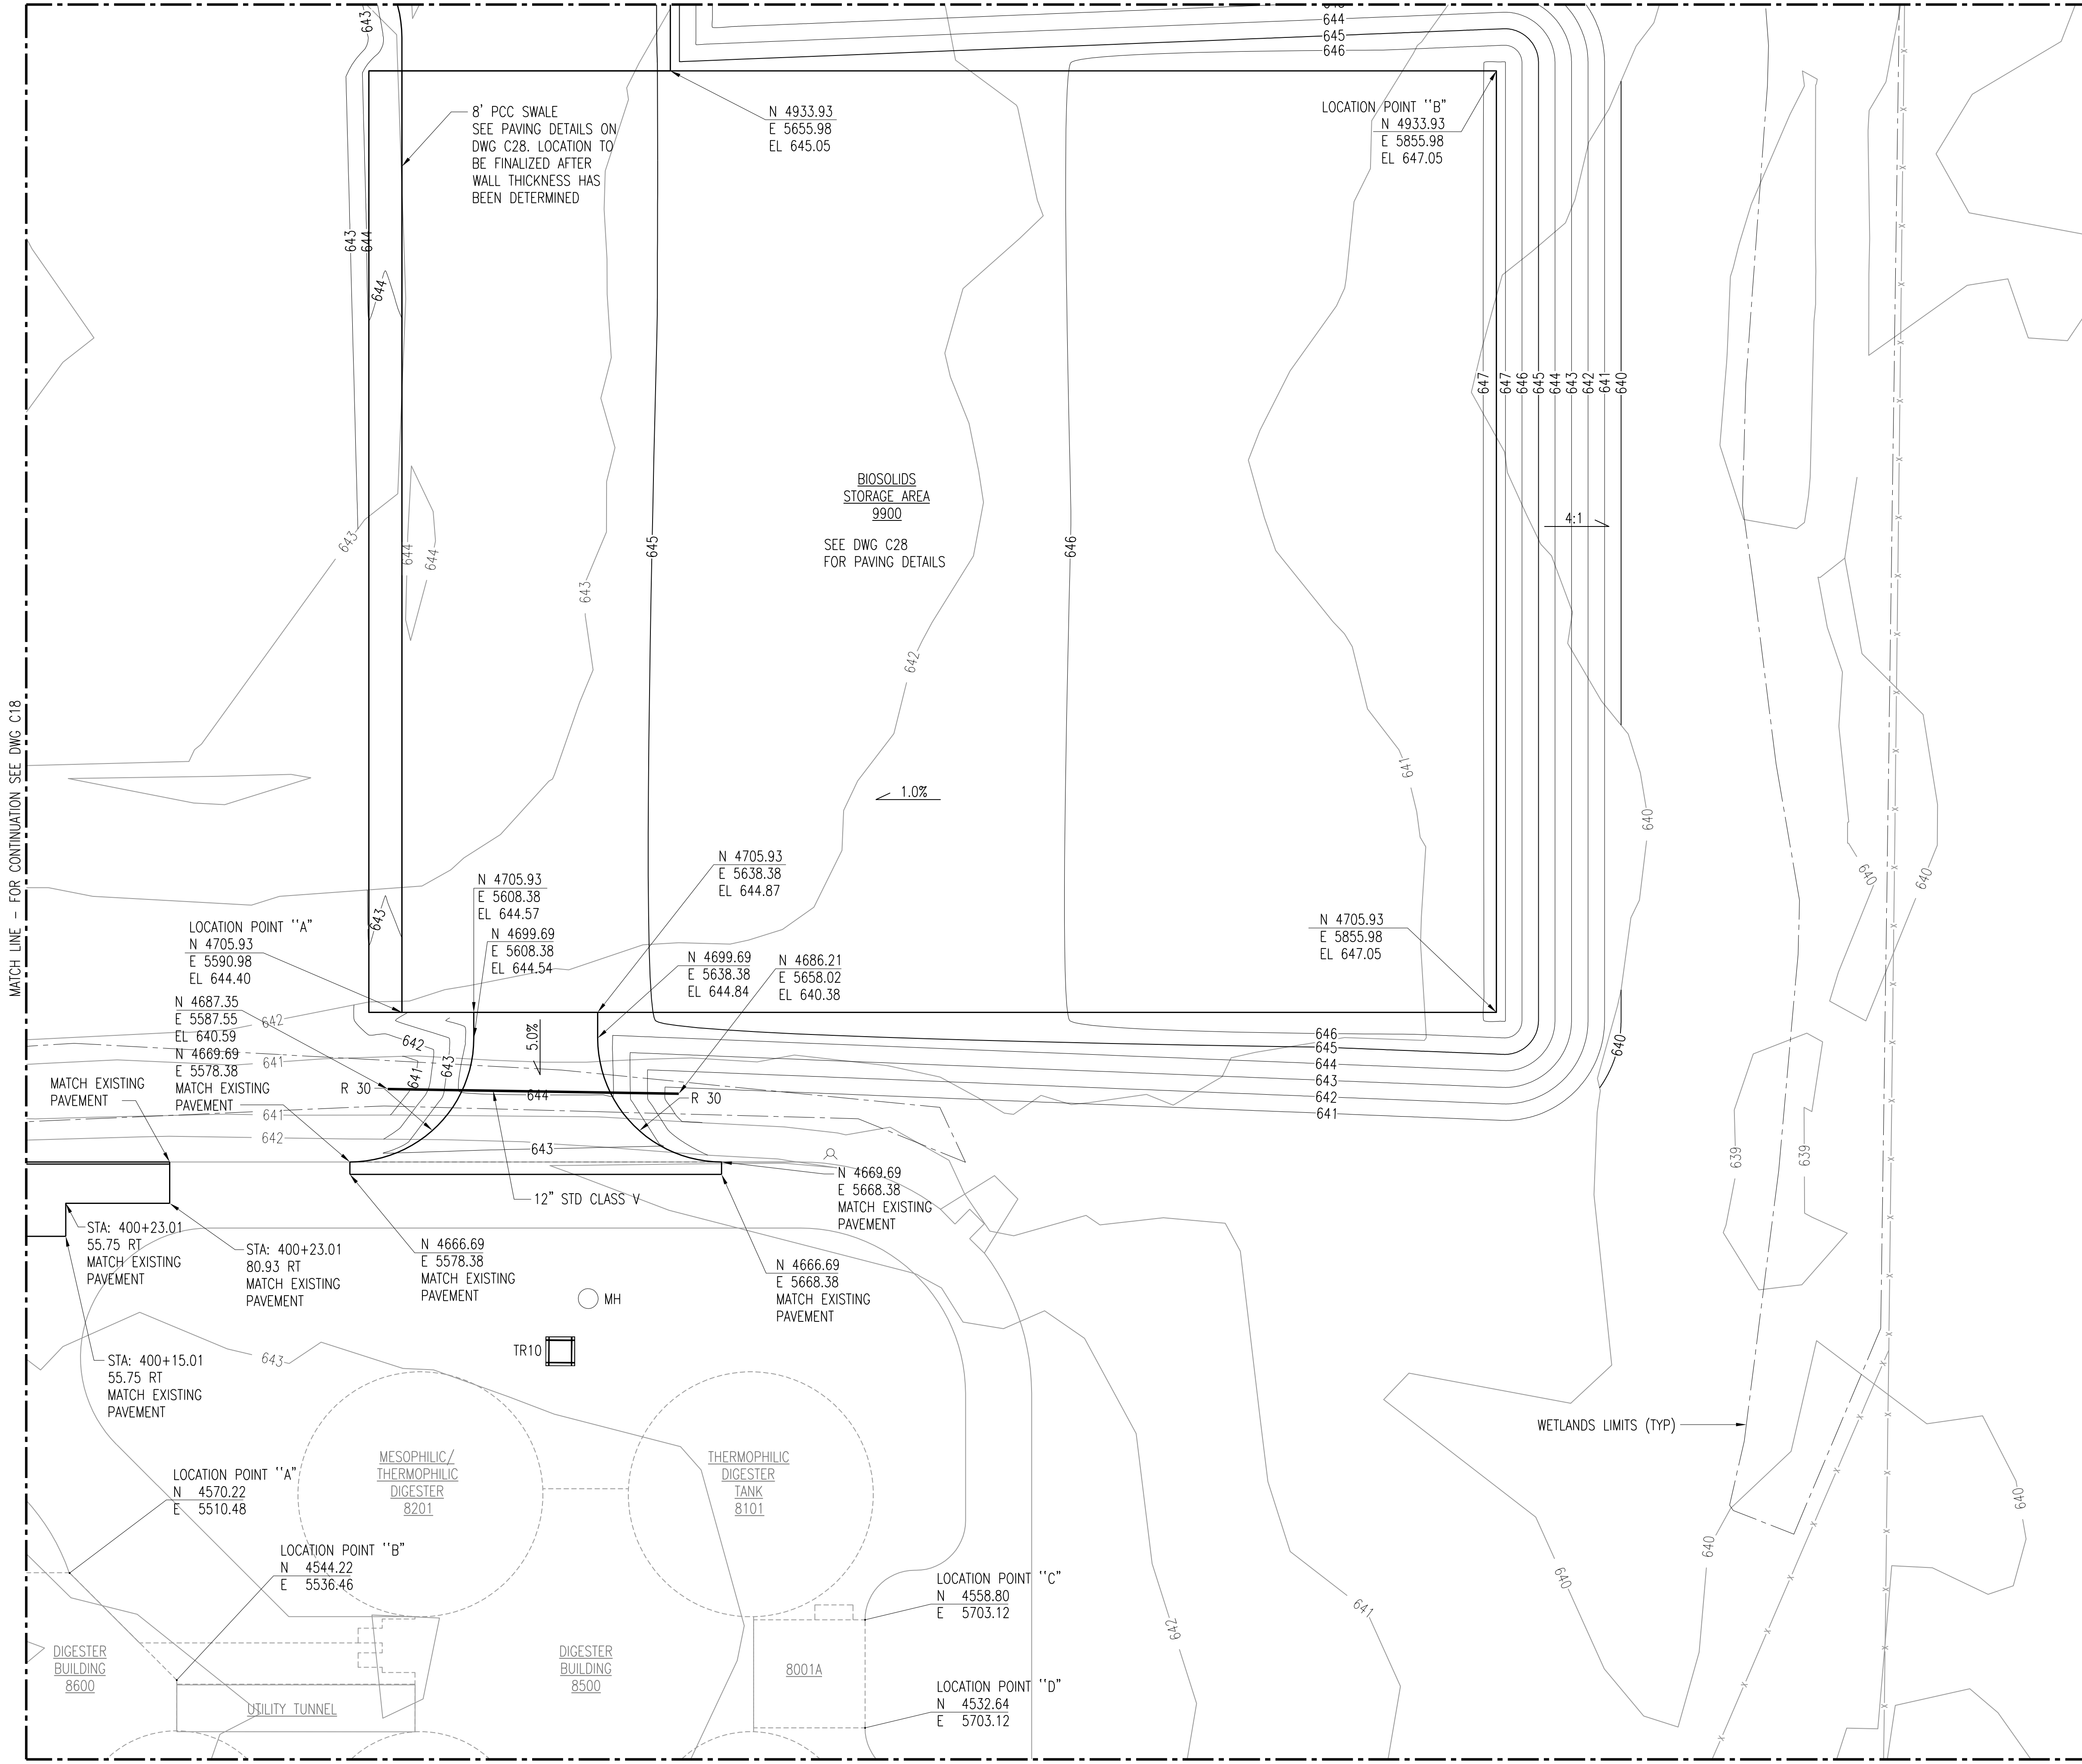 643
644
645
646
8' PCC SWALE
SEE PAVING DETAILS ON
DWG C28. LOCATION TO
BE FINALIZED AFTER
WALL THICKNESS HAS
BEEN DETERMINED
N 4933.93
E 5655.98
EL 645.05
LOCATION POINT ''B"
N 4933.93
E 5855.98
EL 647.05
643
644
644
647
647
646
645
644
643
642
641
640
BIOSOLIDS
STORAGE AREA
9900
SEE DWG C28
FOR PAVING DETAILS
4:1
643
644
644
643
645
646
642
641
640
640
640
1.0%
MATCH LINE - FOR CONTINUATION SEE DWG C18
N 4705.93
E 5638.38
EL 644.87
N 4705.93
E 5608.38
EL 644.57
643
LOCATION POINT ''A"
N 4705.93
E 5590.98
EL 644.40
N 4699.69
E 5608.38
EL 644.54
N 4699.69
E 5638.38
EL 644.84
N 4686.21
E 5658.02
EL 640.38
N 4705.93
E 5855.98
EL 647.05
N 4687.35
E 5587.55
EL 640.59
642
642
5.0%
646
645
644
643
642
641
640
N 4669.69
E 5578.38
MATCH EXISTING
PAVEMENT
641
641
643
MATCH EXISTING
PAVEMENT
R 30
644
R 30
641
642
643
639
639
12" STD CLASS V
N 4669.69
E 5668.38
MATCH EXISTING
PAVEMENT
STA: 400+23.01
55.75 RT
MATCH EXISTING
PAVEMENT
STA: 400+23.01
80.93 RT
MATCH EXISTING
PAVEMENT
N 4666.69
E 5578.38
MATCH EXISTING
PAVEMENT
N 4666.69
E 5668.38
MATCH EXISTING
PAVEMENT
MH
TR10
643
STA: 400+15.01
55.75 RT
MATCH EXISTING
PAVEMENT
WETLANDS LIMITS (TYP)
MESOPHILIC/
THERMOPHILIC
DIGESTER
8201
THERMOPHILIC
DIGESTER
TANK
8101
LOCATION POINT ''A"
N 4570.22
E 5510.48
LOCATION POINT ''B"
N 4544.22
E 5536.46
LOCATION POINT ''C"
N 4558.80
E 5703.12
640
640
640
641
642
DIGESTER
BUILDING
8600
DIGESTER
BUILDING
8500
8001A
LOCATION POINT ''D"
N 4532.64
E 5703.12
UTILITY TUNNEL